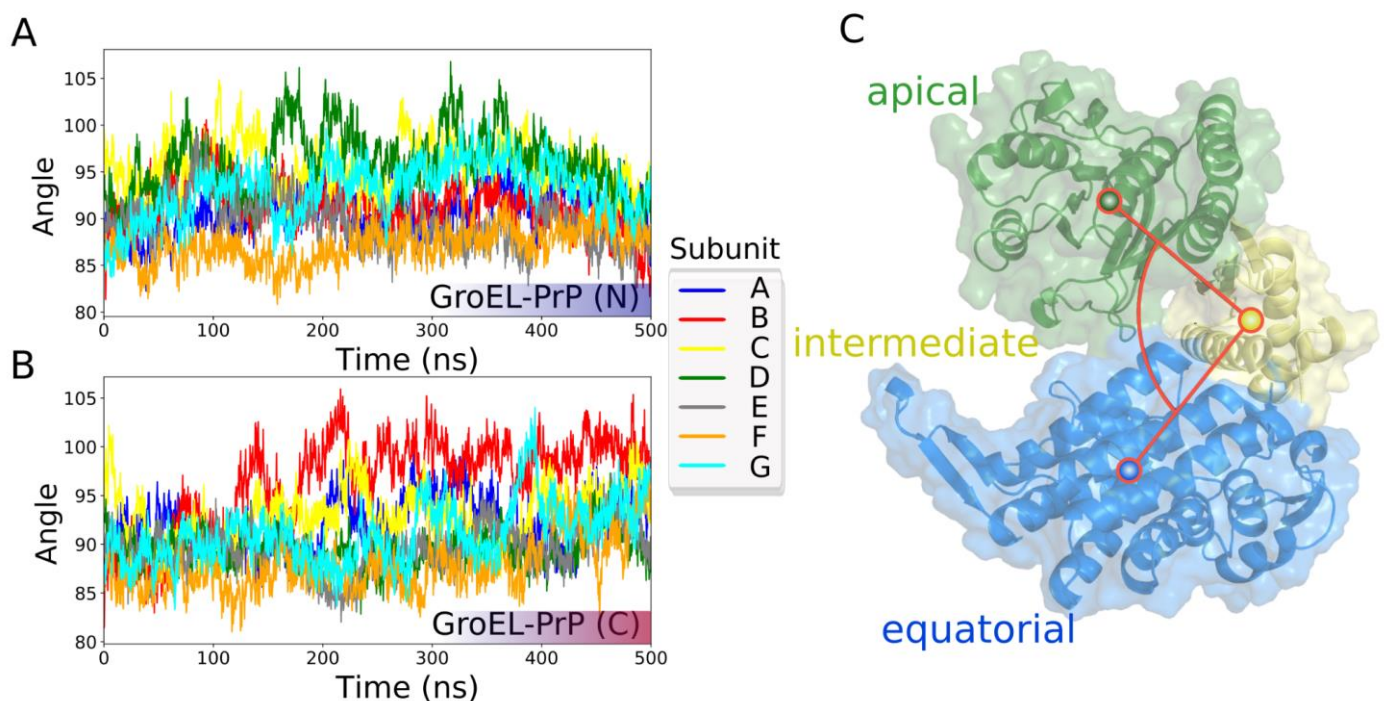 A
Angle
105
100
95
90
85
80
GroEL-PrP (N)
0
100
200
300
400
500
Time (ns)
B
Angle
105
100
95
90
85
80
GroEL-PrP (C)
0
100
200
300
400
500
Time (ns)
Subunit
A
B
C
D
E
F
G
C
apical
intermediate
equatorial